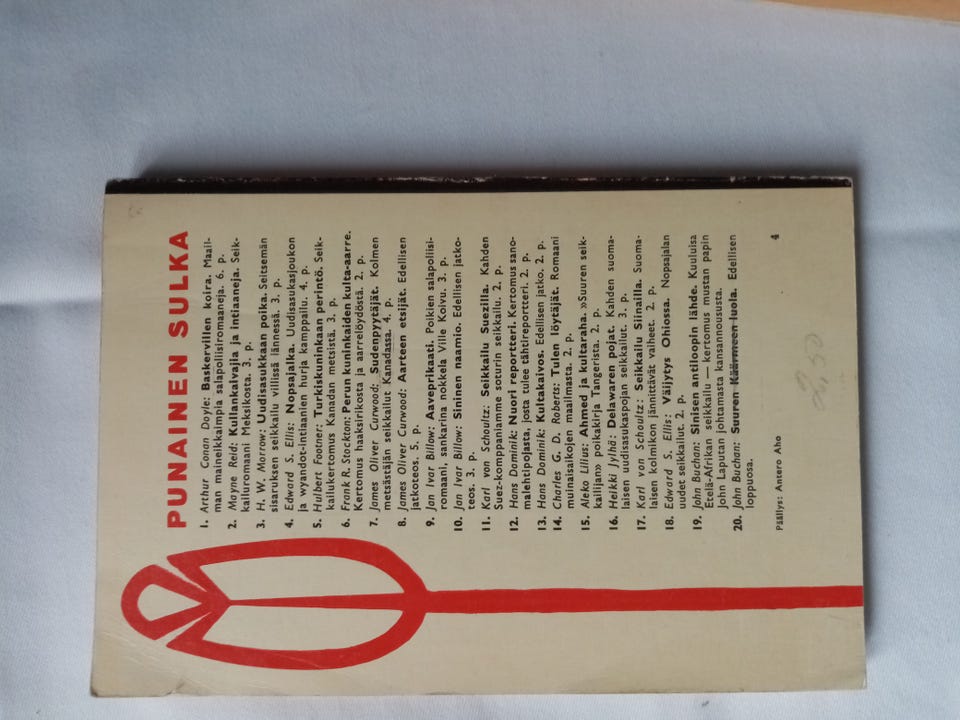 PUNAINEN SULKA
1. Arthur Conan Doyle: Baskervillen koira. Maail-
man maineikkaimpia salapoliisiromaaneja. 6. p.
2. Mayne Reid: Kullankaivajia ja intiaaneja. Seik-
kailuromaani Meksikosta. 3. p.
3. H. W. Morrow: Uudisasukkaan poika. Seitsemän
sisaruksen seikkailu villissä lännessä. 3. p.
4. Edward S. Ellis: Nopsajalka. Uudisasukasjoukon
ja wyandot-intiaanien hurja kamppailu. 4. p.
5. Hulbert Footner: Turkiskuninkaan perintö. Seik-
kailukertomus Kanadan metsistä. 3. p.
6. Frank R. Stockton: Perun kuninkaiden kulta-aarre.
Kertomus haaksirikosta ja aarrelöydöstä. 2. p.
7. James Oliver Curwood: Sudenpyytäjät. Kolmen
metsästäjän seikkailut Kanadassa. 4. p.
8. James Oliver Curwood: Aarteen etsijät. Edellisen
jatkoteos. 5. p.
9. Jan Ivar Billow: Aaveprikaati. Poikien salapoliisi-
romaani, sankarina nokkela Ville Koivu. 3. p.
10. Jan Ivar Billow: Sininen naamio. Edellisen jatko-
teos. 3. p.
11. Karl von Schoultz: Seikkailu Suezilla. Kahden
Suez-komppaniamme soturin seikkailu. 2. p.
12. Hans Dominik: Nuori reportteri. Kertomus sano-
malehtipojasta, josta tulee tähtireportteri. 2. p.
13. Hans Dominik: Kultakaivos. Edellisen jatko. 2. p.
14. Charles G. D. Roberts: Tulen löytäjät. Romaani
muinaisaikojen maailmasta. 2. p.
15. Aleko Lilius: Ahmed ja kultaraha. »Suuren seik-
kailijan» poikakirja Tangerista. 2. p.
16. Heikki Jylhä: Delawaren pojat. Kahden suoma-
laisen uudisasukaspojan seikkailut. 3. p.
17. Karl von Schoultz: Seikkailu Siinailla. Suoma-
laisen kolmikon jännittävät vaiheet. 2. p.
18. Edward S. Ellis: Väijytys Ohiossa. Nopsajalan
uudet seikkailut. 2. p.
19. John Buchan: Sinisen antiloopin lähde. Kuuluisa
Etelä-Afrikan seikkailu — kertomus mustan papin
John Laputan johtamasta kansannoususta.
20. John Buchan: Suuren Käärmeen luola. Edellisen
loppuosa.
Päällys: Antero Aho
4